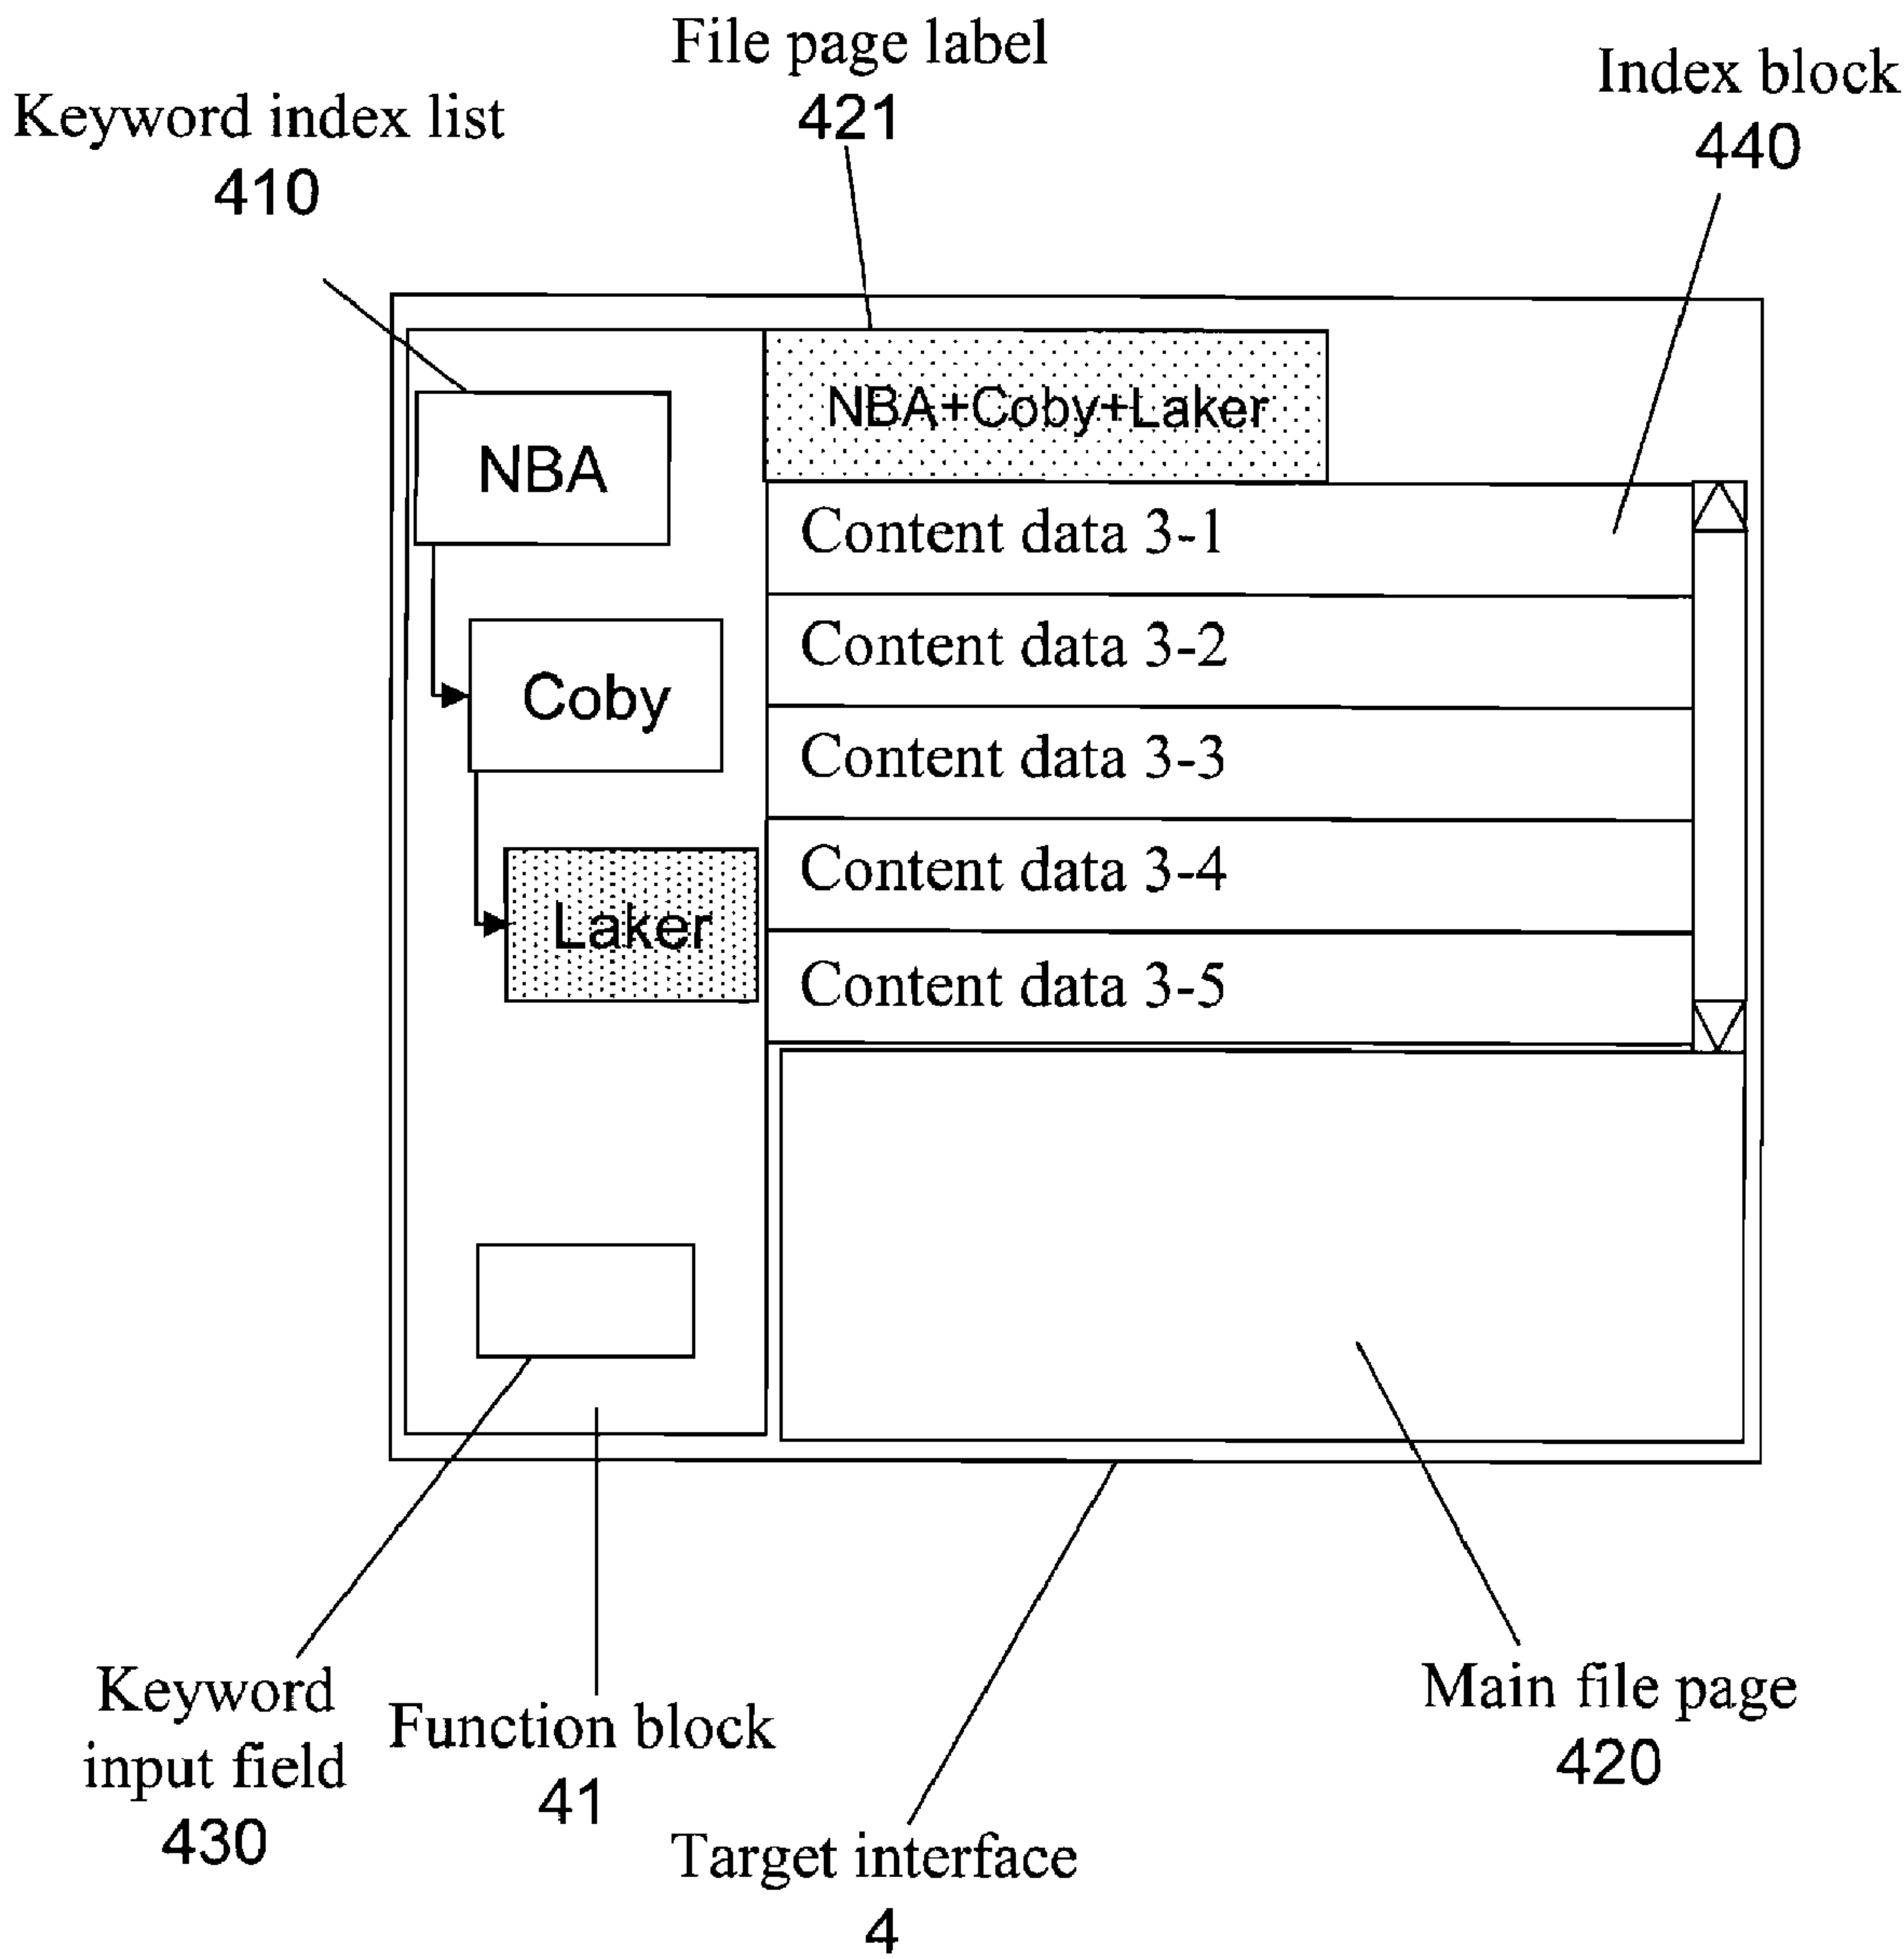 File page label
421
Index block
440
Keyword index list
410
NBA+Coby+Laker
NBA
Content data 3-1
Content data 3-2
Coby
Content data 3-3
Content data 3-4
Laker
Content data 3-5
Keyword
input field
430
Function block
41
Main file page
420
Target interface
4